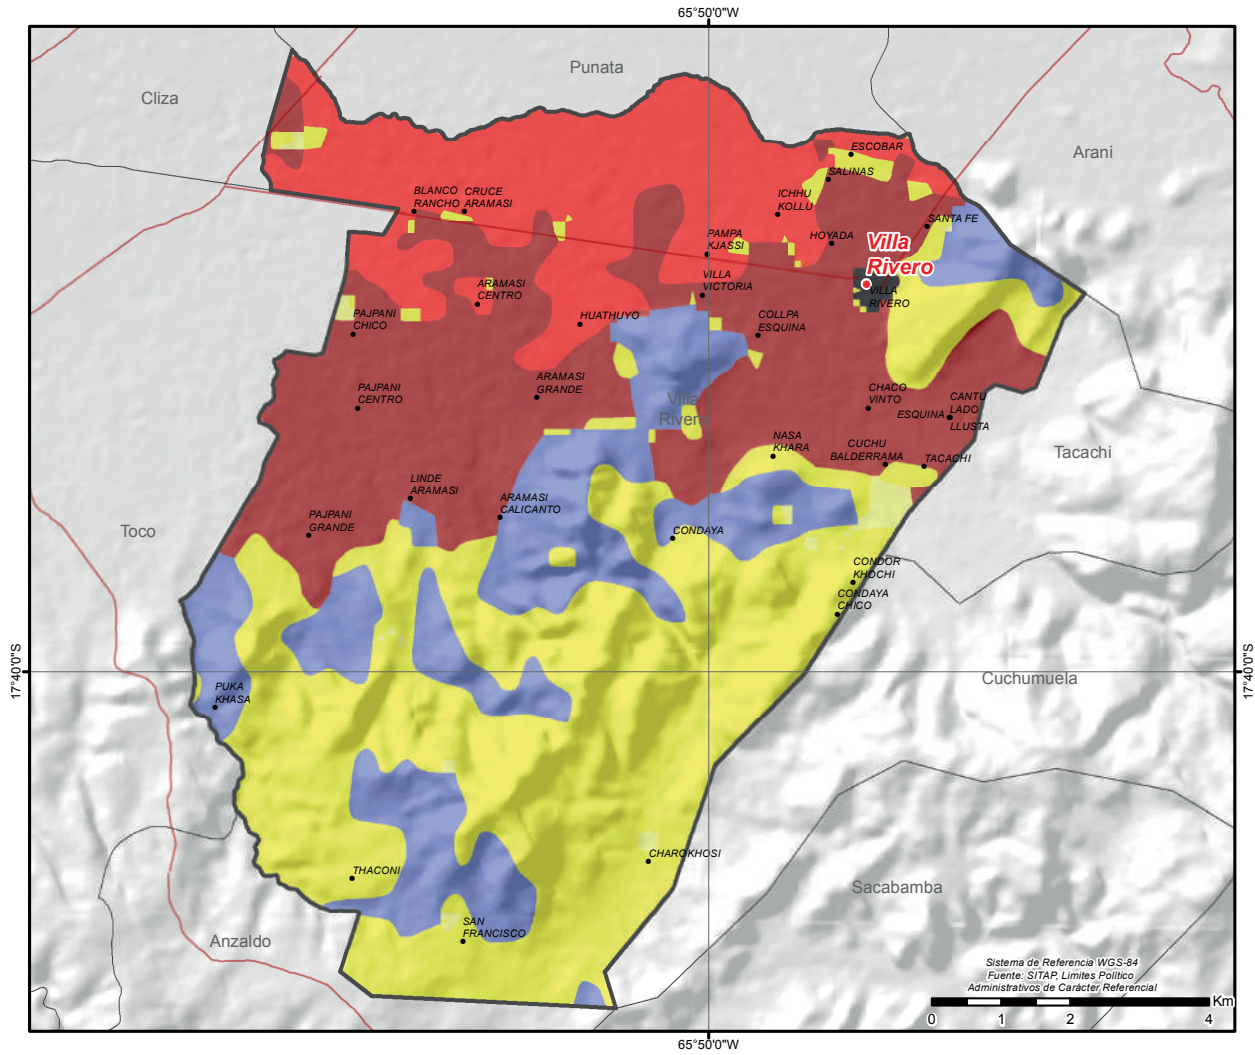 65°50'0"W
Punata
Cliza
Arani
ESCOBAR
SALINAS
BLANCO
RANCHO
CRUCE
ARAMASI
ICHHU
KOLLU
SANTA FE
PAMPA
KJASSI
HOYADA
Villa
Rivero
VILLA
RIVERO
VILLA
VICTORIA
ARAMASI
CENTRO
PAJPANI
CHICO
HUATHUYO
COLLPA
ESQUINA
ARAMASI
GRANDE
PAJPANI
CENTRO
Villa
Rivero
CHACO
VINTO
CANTU
ESQUINA LADO
LLUSTA
NASA
KHARA
CUCHU
BALDERRAMA
TACACHI
Tacachi
LINDE
ARAMASI
ARAMASI
CALICANTO
PAJPANI
GRANDE
Toco
CONDAYA
CONDOR
KHOCHI
CONDAYA
CHICO
17°40'0"S
17°40'0"S
PUKA
KHASA
Cuchumuela
CHAROKHOSI
THACONI
Sacabamba
SAN
FRANCISCO
Anzaldo
Sistema de Referencia WGS-84
Fuente: SITAP, Limites Politico
Administrativos de Carácter Referencial
Km
0 1 2 4
65°50'0"W